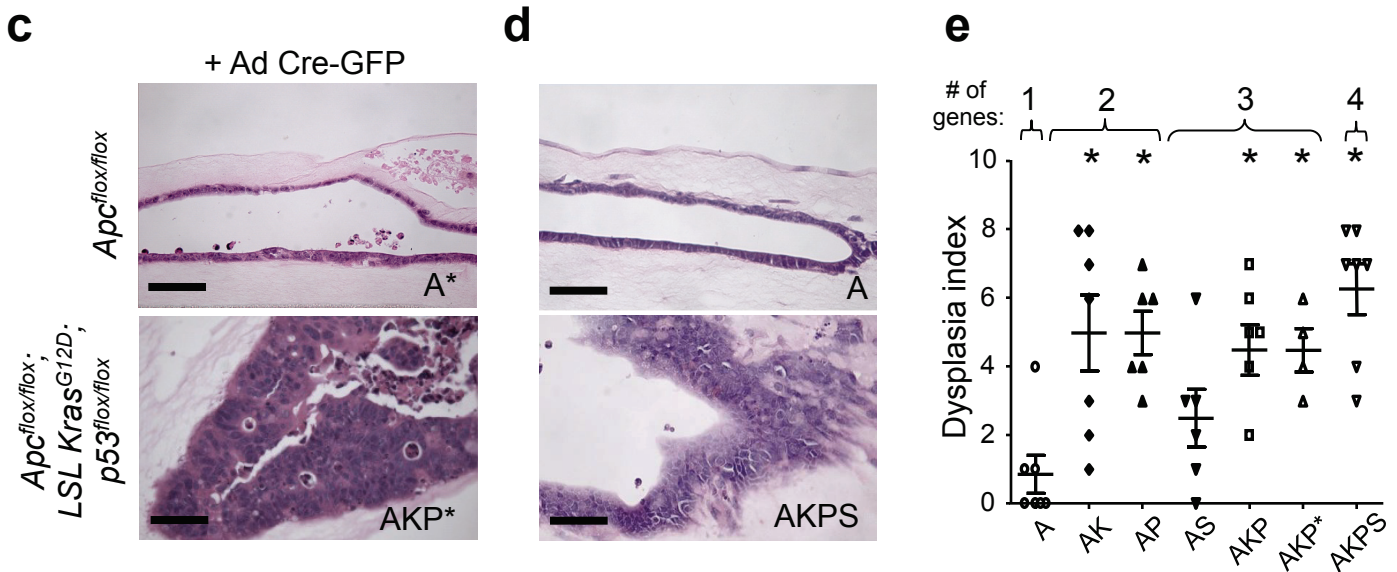 c
+ Ad Cre-GFP
Apcflox/flox
A*
Apcflox/flox;
LSL KrasG12D;
p53flox/flox
AKP*
d
A
AKPS
e
# of
genes:
1
2
3
4
* * * * *
Dysplasia index
10
8
6
4
2
0
A AK AP AS AKP AKP* AKPS